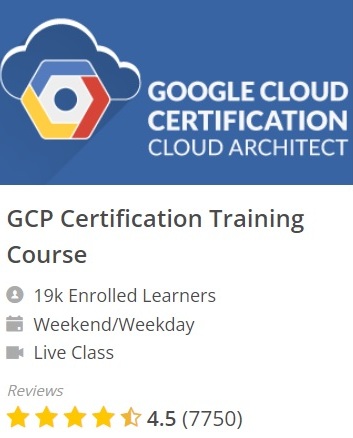 GOOGLE CLOUD
CERTIFICATION
CLOUD ARCHITECT
GCP Certification Training
Course
19k Enrolled Learners
Weekend/Weekday
Live Class
Reviews
4.5 (7750)